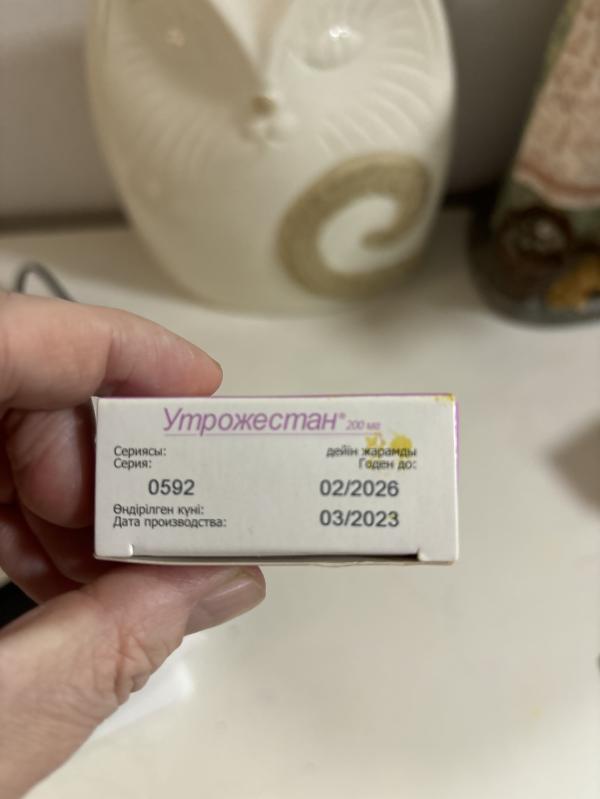 Утрожестан® 200 мг
Сериясы:
Серия:
0592
Өндірілген күні:
Дата производства:
дейін жарамды
Годен до:
02/2026
03/2023